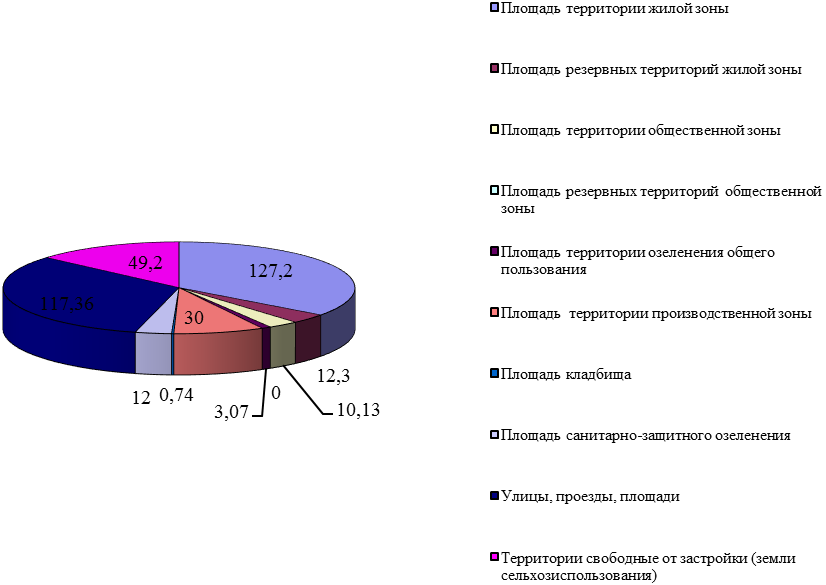 Площадь территории жилой зоны
Площадь резервных территорий жилой зоны
Площадь территории общественной зоны
Площадь резервных территорий общественной
зоны
Площадь территории озеленения общего
пользования
Площадь территории производственной зоны
Площадь кладбища
Площадь санитарно-защитного озеленения
Улицы, проезды, площади
Территории свободные от застройки (земли
сельхозиспользования)
49,2
127,2
117,36
30
12,3
12
0,74
3,07
0
10,13